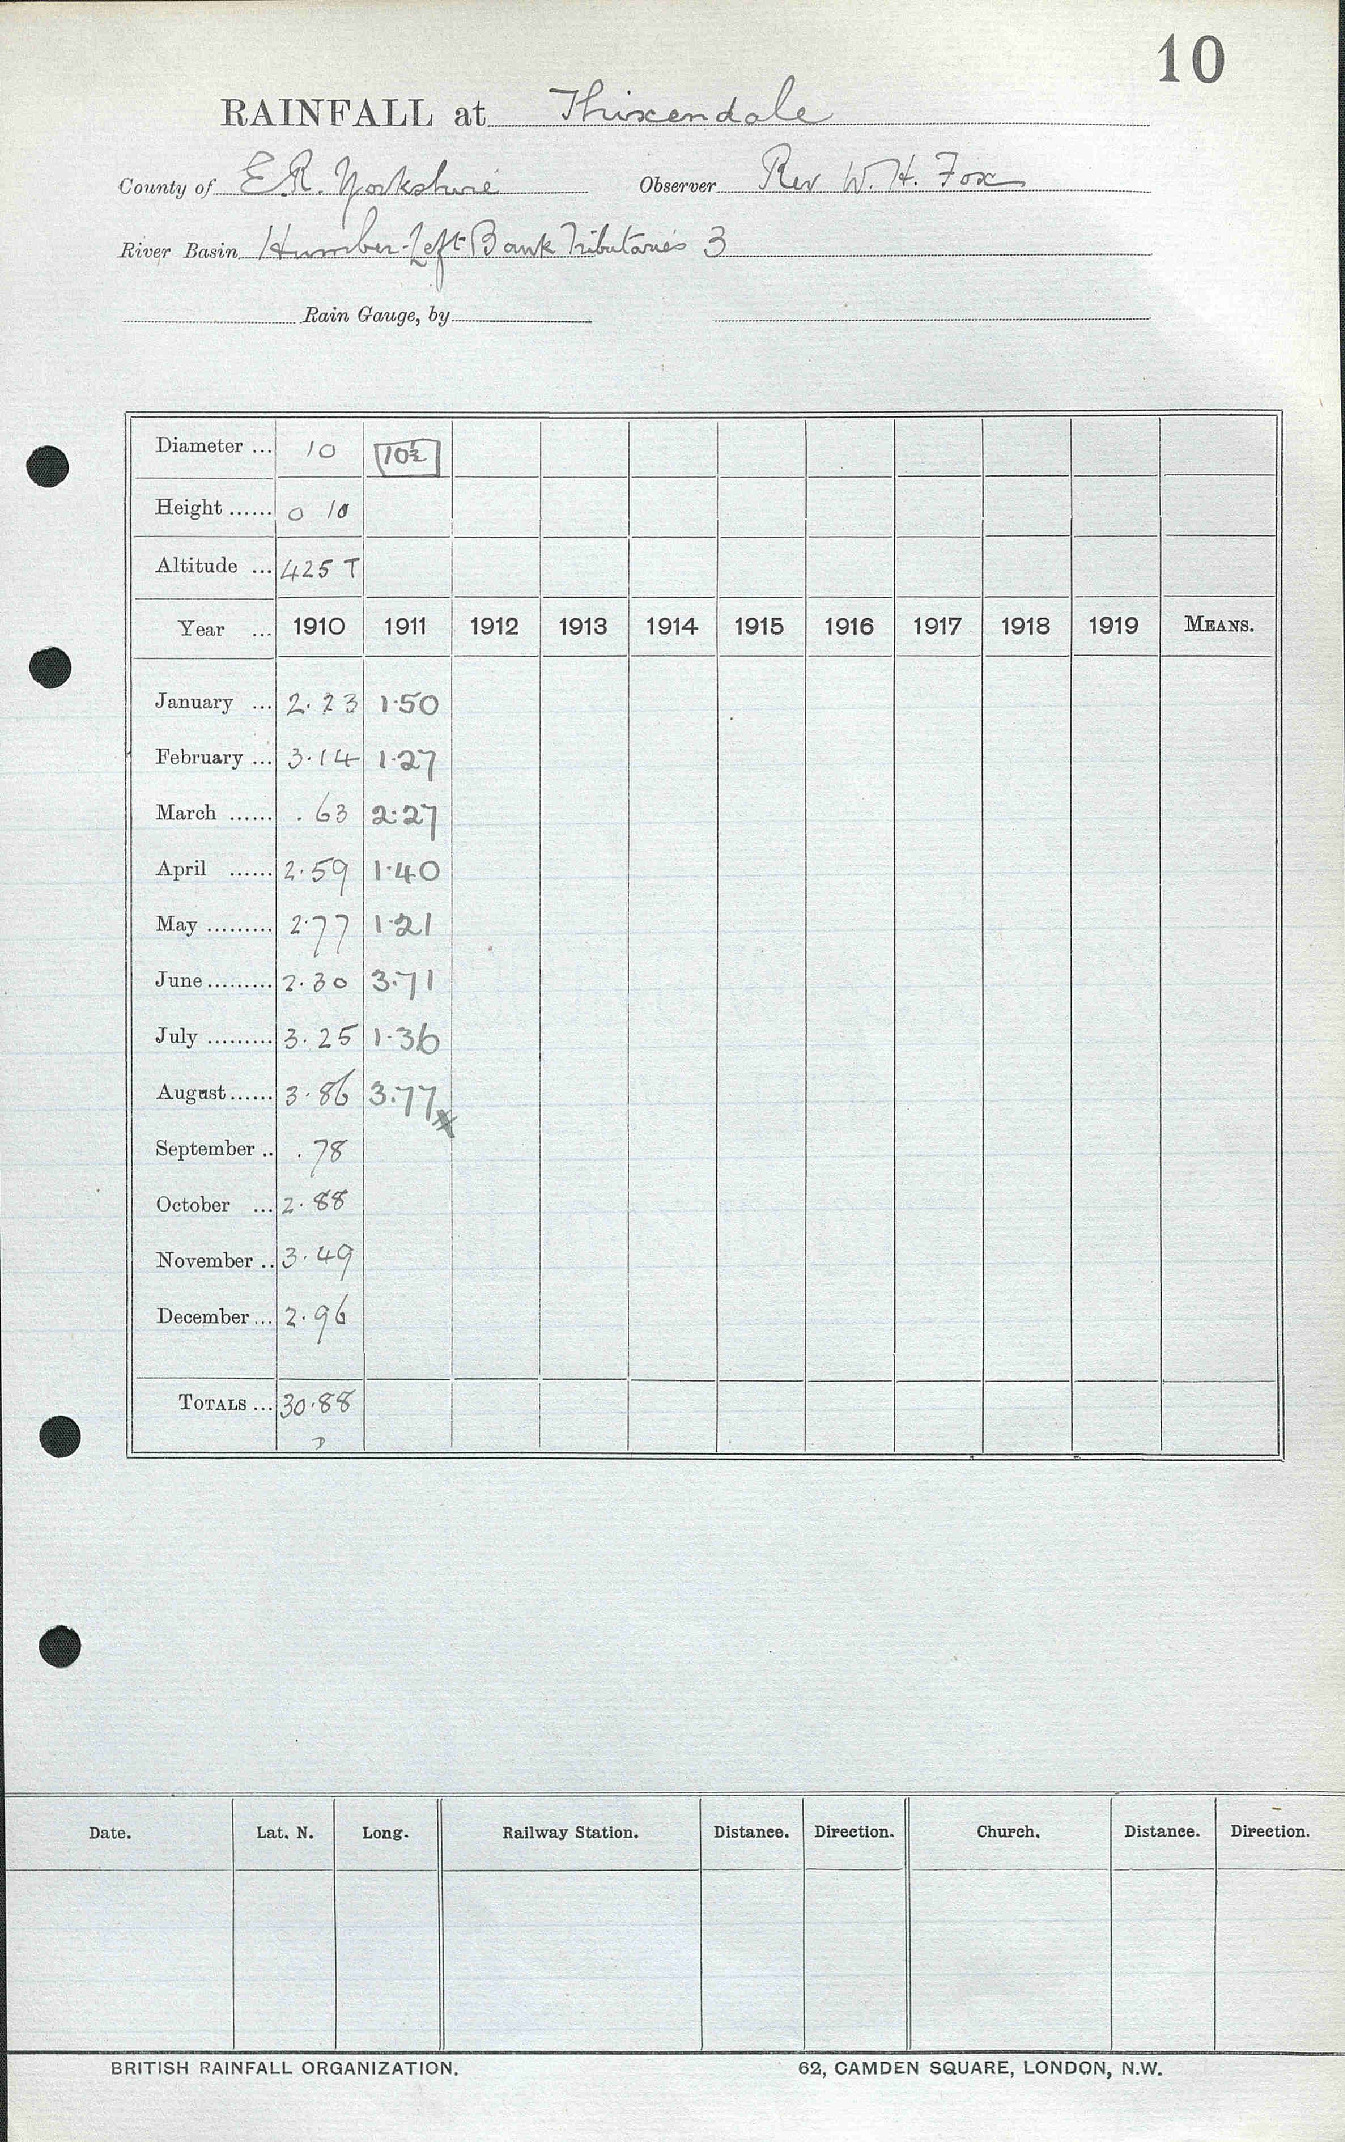 10
RAINFALL at Thixendale
County of E.R. Yorkshire Observer Rev W. H. Fox
River Basin Humber-Left Bank Tributaries 3
Rain Gauge, by
Diameter ... 10 10½
Height ...... 0 10
Altitude ... 425 T
Year ... 1910 1911 1912 1913 1914 1915 1916 1917 1918 1919 MEANS.
January ... 2.23 1.50
February ... 3.14 1.27
March ...... .63 2.27
April ...... 2.59 1.40
May ......... 2.77 1.21
June ......... 2.30 3.71
July ......... 3.25 1.36
August ...... 3.86 3.77
September .. .78
October ... 2.88
November .. 3.49
December ... 2.96
TOTALS ... 30.88
Date. Lat. N. Long. Railway Station. Distance. Direction. Church. Distance. Direction.
BRITISH RAINFALL ORGANIZATION. 62, CAMDEN SQUARE, LONDON, N.W.